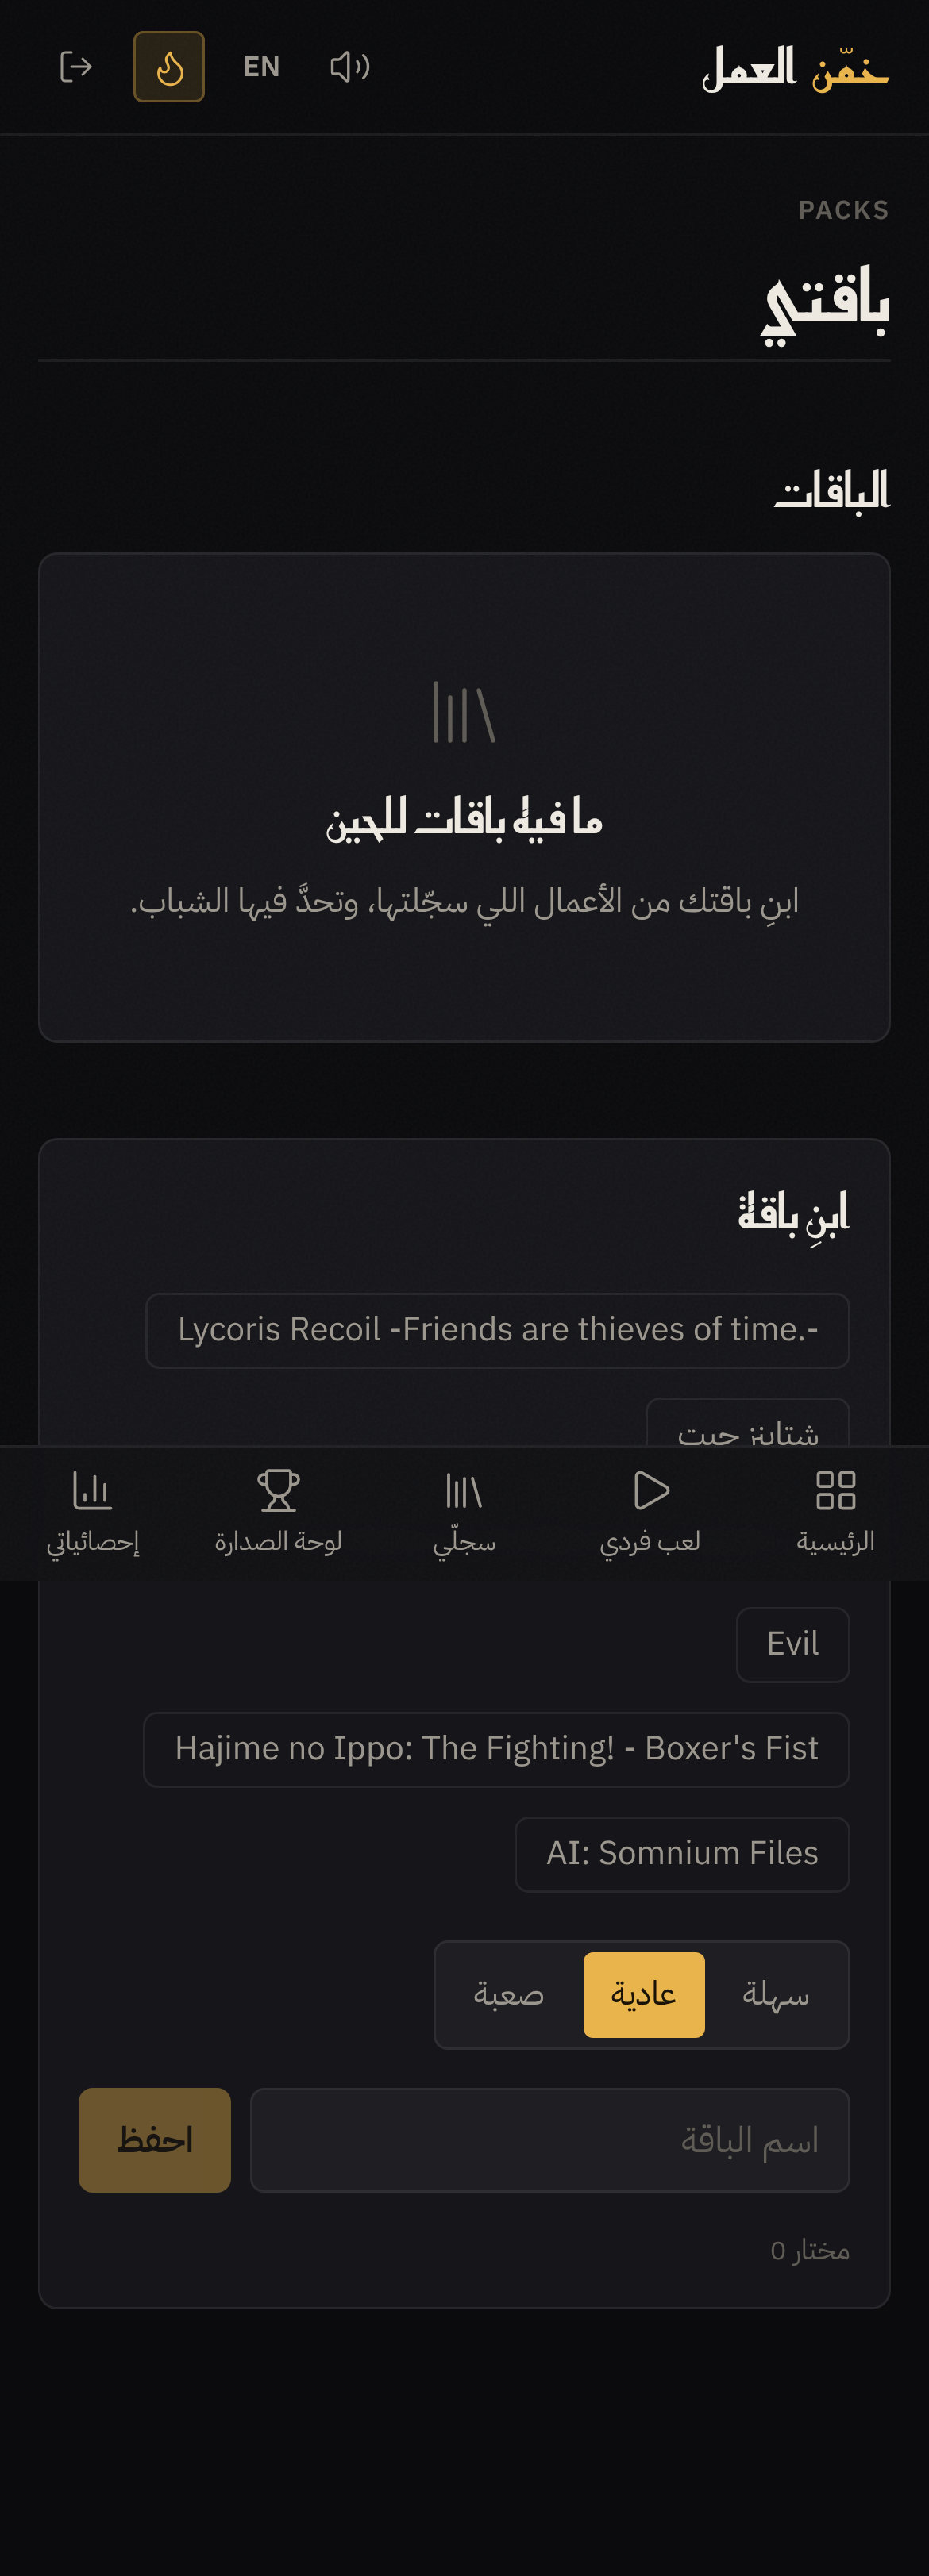 خمّن العمل
EN
PACKS
باقتي
الباقات
ما فيه باقات للحين
ابنِ باقتك من الأعمال اللي سجّلتها، وتحدَّ فيها الشباب.
ابنِ باقة
Lycoris Recoil -Friends are thieves of time.-
شتاينز جيت
الرئيسية
لعب فردي
سجلّي
لوحة الصدارة
إحصائياتي
Evil
Hajime no Ippo: The Fighting! - Boxer's Fist
AI: Somnium Files
سهلة
عادية
صعبة
اسم الباقة
احفظ
مختار 0